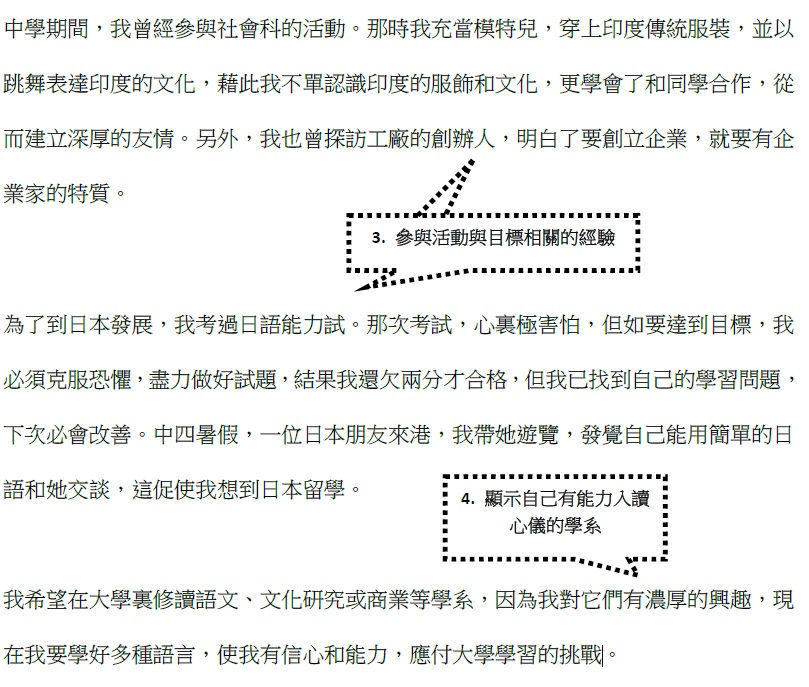 中學期間，我曾經參與社會科的活動。那時我充當模特兒，穿上印度傳統服裝，並以
跳舞表達印度的文化，藉此我不單認識印度的服飾和文化，更學會了和同學合作，從
而建立深厚的友情。另外，我也曾探訪工廠的創辦人，明白了要創立企業，就要有企
業家的特質。
3. 參與活動與目標相關的經驗
為了到日本發展，我考過日語能力試。那次考試，心裏極害怕，但如要達到目標，我
必須克服恐懼，盡力做好試題，結果我還欠兩分才合格，但我已找到自己的學習問題，
下次必會改善。中四暑假，一位日本朋友來港，我帶她遊覽，發覺自己能用簡單的日
語和她交談，這促使我想到日本留學。
4. 顯示自己有能力入讀
心儀的學系
我希望在大學裏修讀語文、文化研究或商業等學系，因為我對它們有濃厚的興趣，現
在我要學好多種語言，使我有信心和能力，應付大學學習的挑戰。